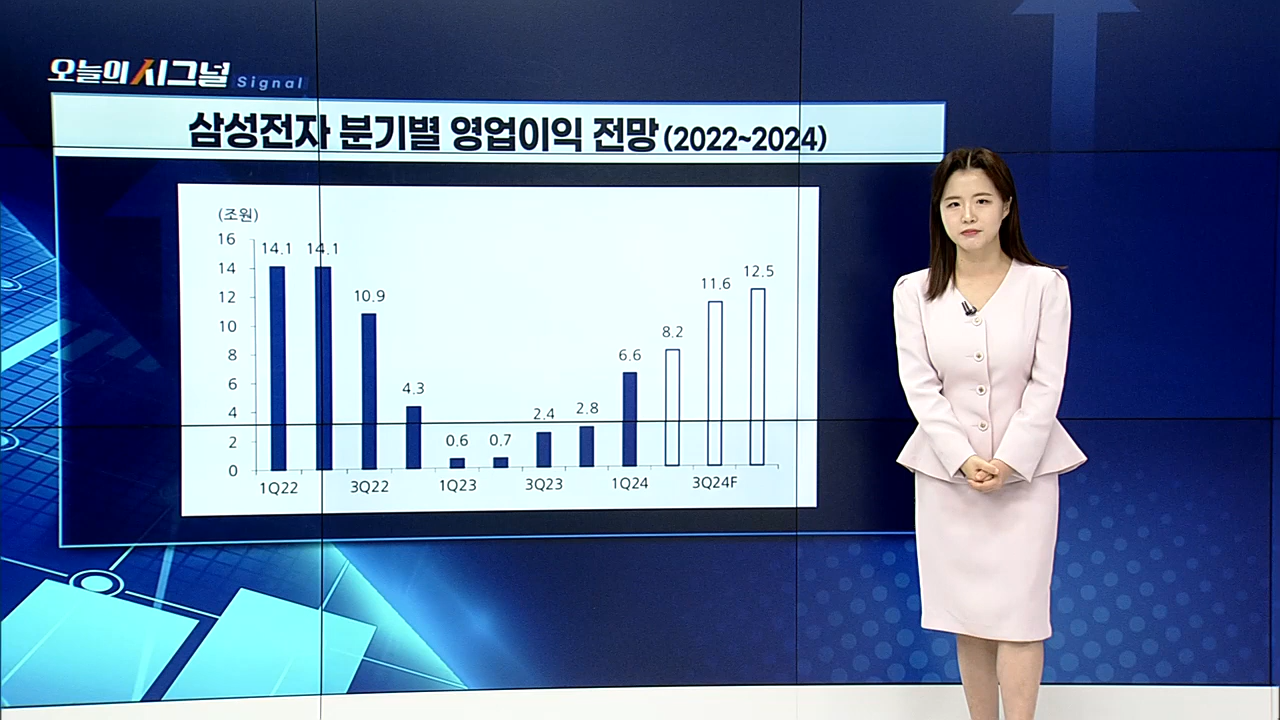 오늘의 시그널 Signal
삼성전자 분기별 영업이익 전망 (2022~2024)
(조원)
16
14
12
10
8
6
4
2
0
14.1 14.1 10.9 4.3 0.6 0.7 2.4 2.8 6.6 8.2 11.6 12.5
1Q22 3Q22 1Q23 3Q23 1Q24 3Q24F